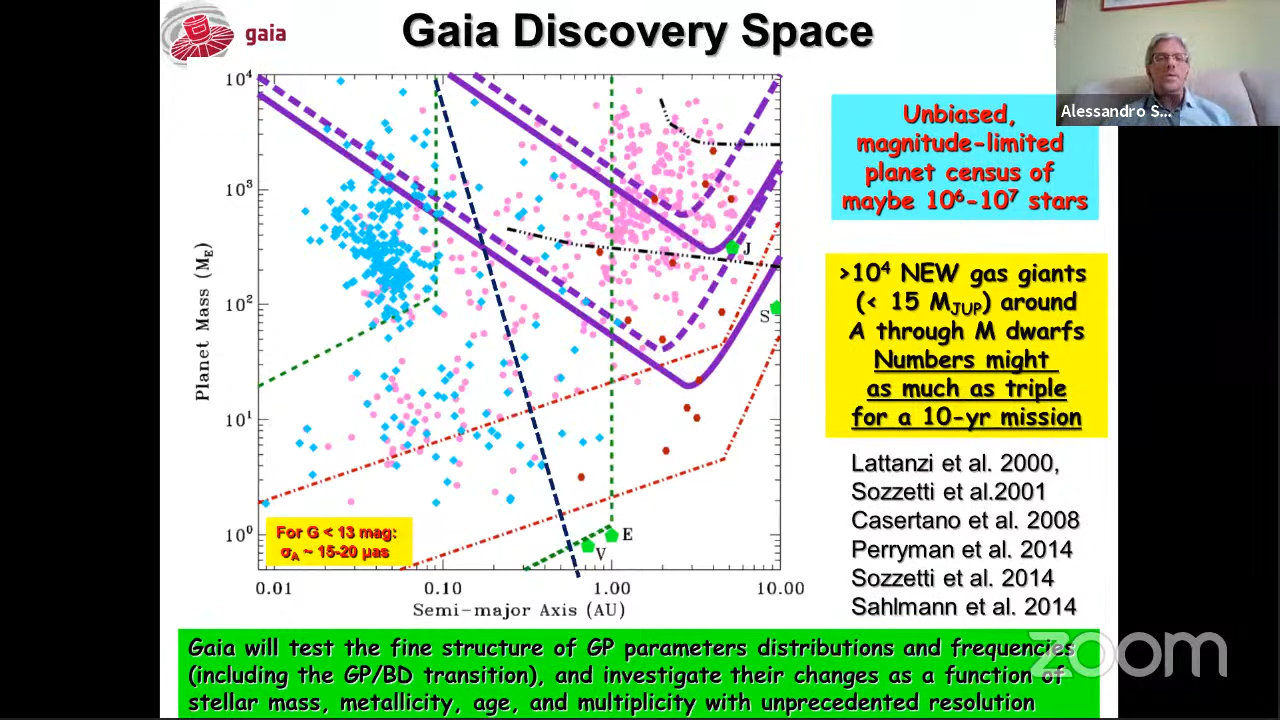 gaia
Gaia Discovery Space
Alessandro S...
Unbiased,
magnitude-limited
planet census of
maybe 10⁶-10⁷ stars
>10⁴ NEW gas giants
(< 15 M_JUP) around
A through M dwarfs
Numbers might
as much as triple
for a 10-yr mission
Lattanzi et al. 2000,
Sozzetti et al.2001
Casertano et al. 2008
Perryman et al. 2014
Sozzetti et al. 2014
Sahlmann et al. 2014
10⁴
10³
10²
10¹
10⁰
Planet Mass (M_E)
J
S
E
V
For G < 13 mag:
σ_A ~ 15-20 μas
0.01 0.10 1.00 10.00
Semi-major Axis (AU)
Gaia will test the fine structure of GP parameters distributions and frequencies
(including the GP/BD transition), and investigate their changes as a function of
stellar mass, metallicity, age, and multiplicity with unprecedented resolution
zoom